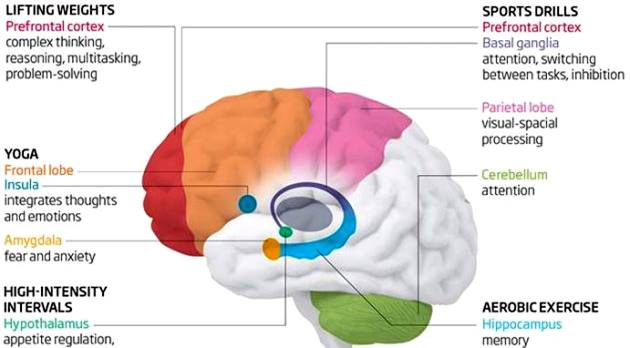 LIFTING WEIGHTS
Prefrontal cortex
complex thinking,
reasoning, multitasking,
problem-solving
YOGA
Frontal lobe
Insula
integrates thoughts
and emotions
Amygdala
fear and anxiety
HIGH-INTENSITY
INTERVALS
Hypothalamus
appetite regulation,
SPORTS DRILLS
Prefrontal cortex
Basal ganglia
attention, switching
between tasks, inhibition
Parietal lobe
visual-spacial
processing
Cerebellum
attention
AEROBIC EXERCISE
Hippocampus
memory